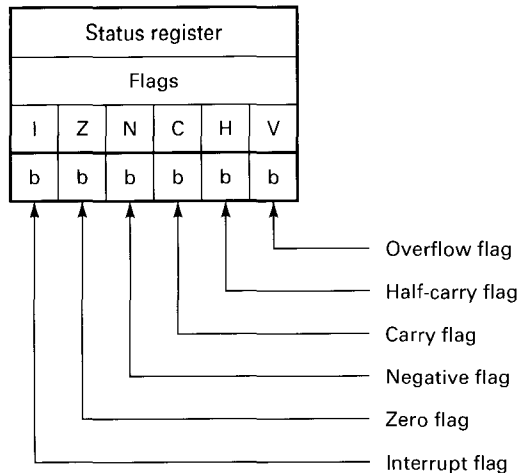 Status register
Flags
I Z N C H V
b b b b b b
Overflow flag
Half-carry flag
Carry flag
Negative flag
Zero flag
Interrupt flag